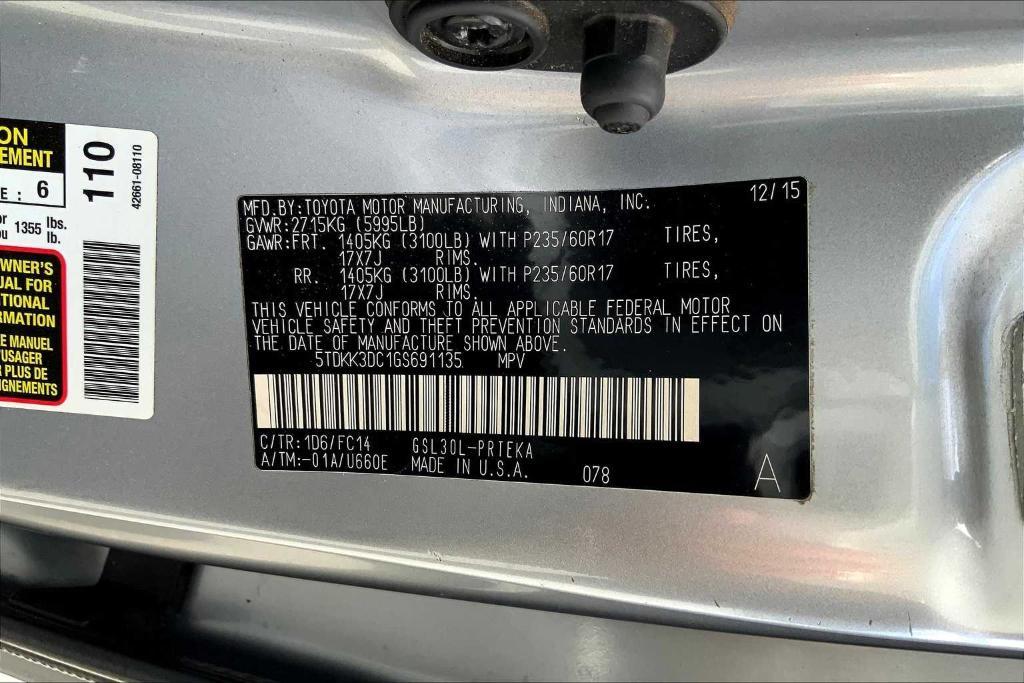 ON
EMENT
E : 6
or 1355 lbs.
ou lb.
WNER'S
UAL FOR
TIONAL
RMATION
E MANUEL
'USAGER
R PLUS DE
IGNEMENTS
110
42661-08110
12/15
MFD.BY:TOYOTA MOTOR MANUFACTURING, INDIANA, INC.
GVWR:2715KG (5995LB)
GAWR:FRT. 1405KG (3100LB) WITH P235/60R17 TIRES,
17X7J RIMS.
RR. 1405KG (3100LB) WITH P235/60R17 TIRES,
17X7J RIMS.
THIS VEHICLE CONFORMS TO ALL APPLICABLE FEDERAL MOTOR
VEHICLE SAFETY AND THEFT PREVENTION STANDARDS IN EFFECT ON
THE DATE OF MANUFACTURE SHOWN ABOVE.
5TDKK3DC1GS691135 MPV
C/TR:1D6/FC14 GSL30L-PRTEKA
A/TM:-01A/U660E MADE IN U.S.A. 078 A